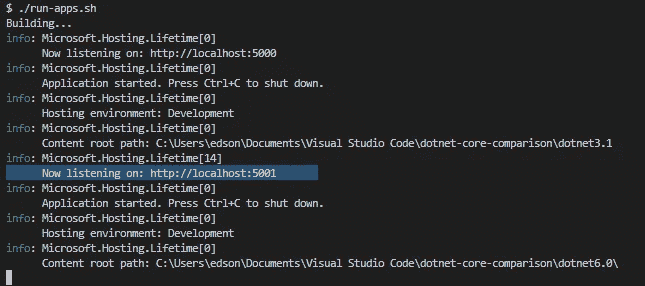 $ ./run-apps.sh
Building...
info: Microsoft.Hosting.Lifetime[0]
Now listening on: http://localhost:5000
info: Microsoft.Hosting.Lifetime[0]
Application started. Press Ctrl+C to shut down.
info: Microsoft.Hosting.Lifetime[0]
Hosting environment: Development
info: Microsoft.Hosting.Lifetime[0]
Content root path: C:\Users\edson\Documents\Visual Studio Code\dotnet-core-comparison\dotnet3.1
info: Microsoft.Hosting.Lifetime[14]
Now listening on: http://localhost:5001
info: Microsoft.Hosting.Lifetime[0]
Application started. Press Ctrl+C to shut down.
info: Microsoft.Hosting.Lifetime[0]
Hosting environment: Development
info: Microsoft.Hosting.Lifetime[0]
Content root path: C:\Users\edson\Documents\Visual Studio Code\dotnet-core-comparison\dotnet6.0\